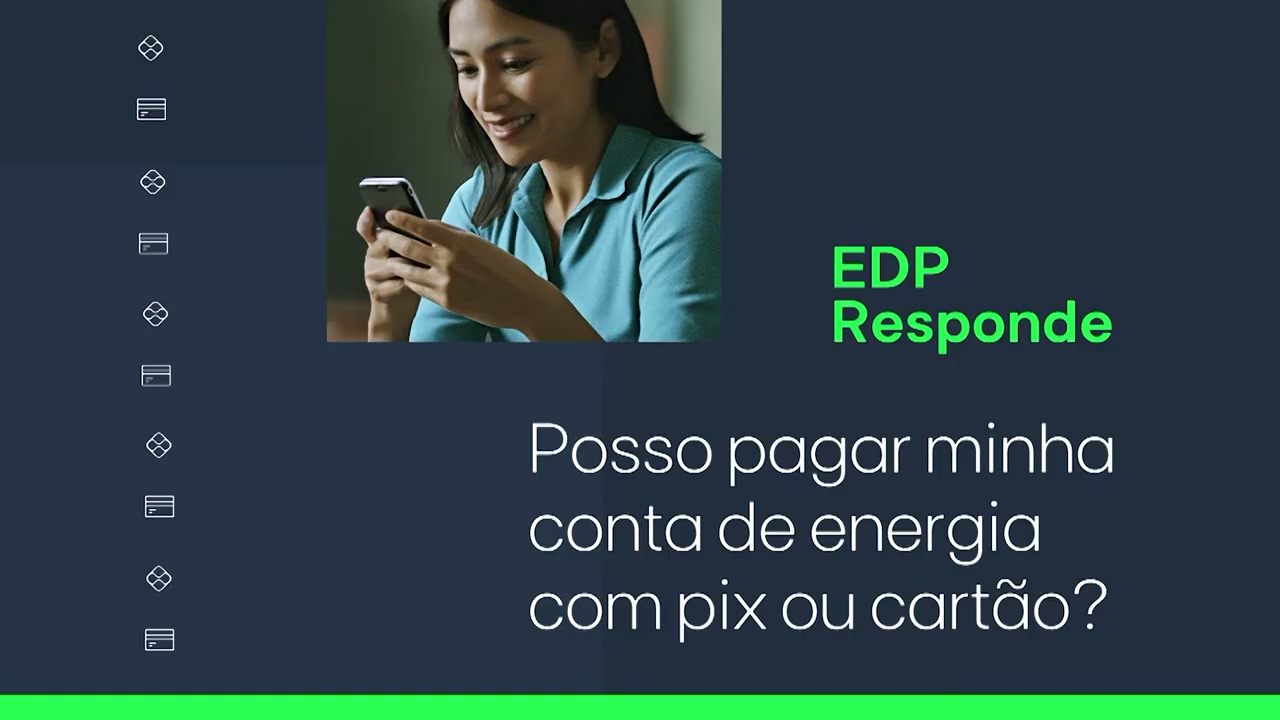 EDP
Responde
Posso pagar minha
conta de energia
com pix ou cartão?